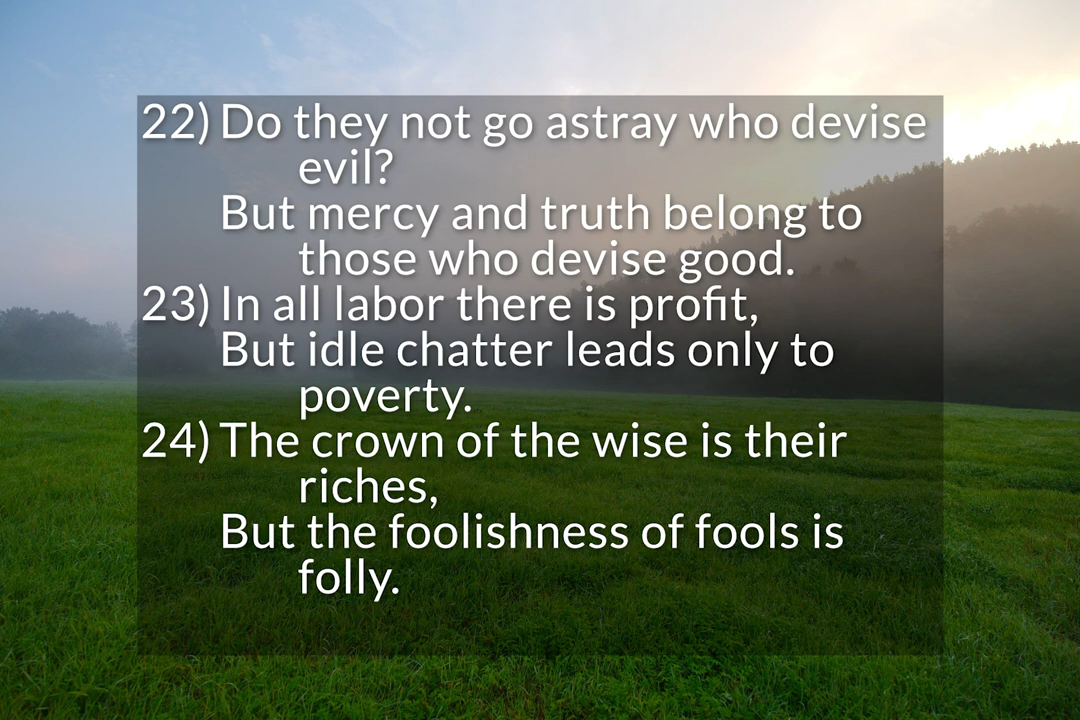 22) Do they not go astray who devise
evil?
But mercy and truth belong to
those who devise good.
23) In all labor there is profit,
But idle chatter leads only to
poverty.
24) The crown of the wise is their
riches,
But the foolishness of fools is
folly.